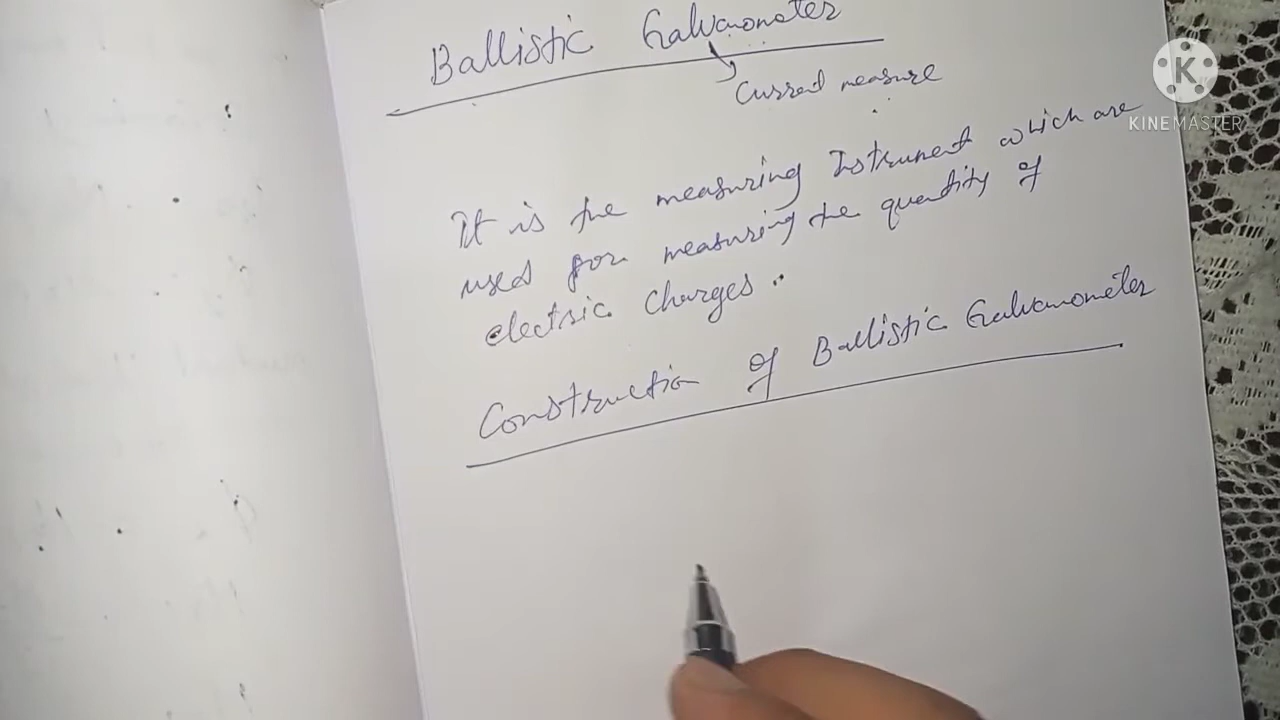 Ballistic Galvanometer
Current measure
It is the measuring Instrument which are
used for measuring the quantity of
electric charges.
Construction of Ballistic Galvanometer
K
KINEMASTER